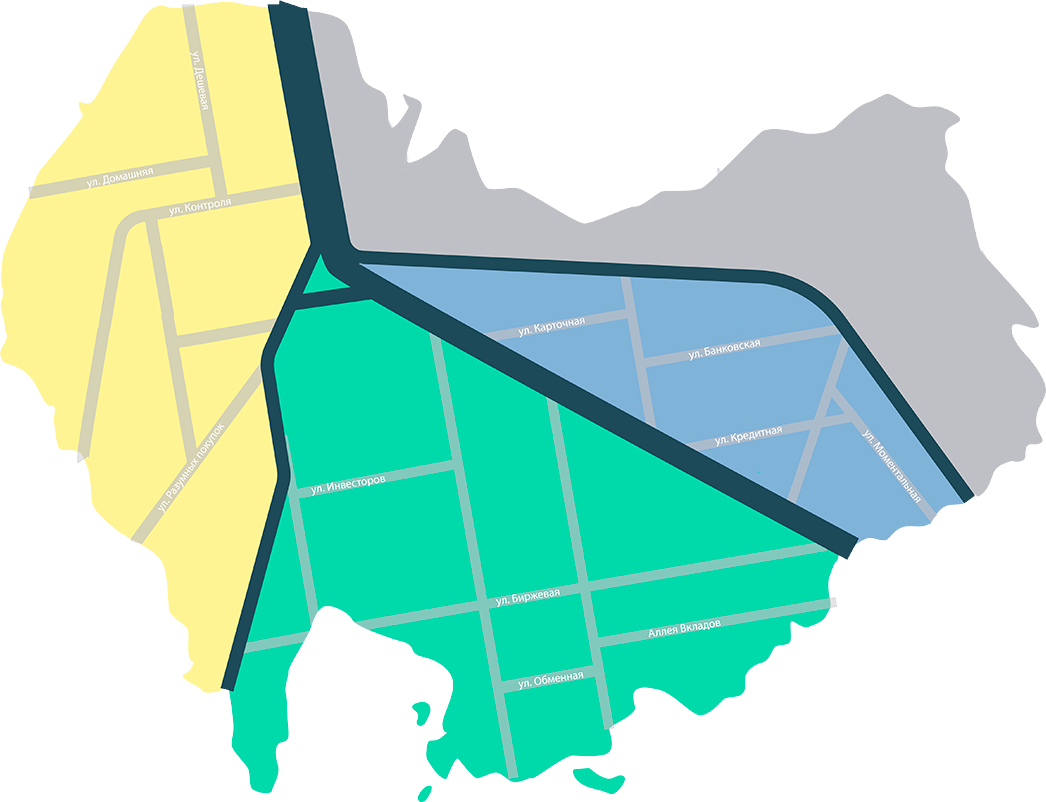 ул. Дешевая
ул. Домашняя
ул. Контроля
ул. Карточная
ул. Банковская
ул. Кредитная
ул. Моментальная
ул. Разумных покупок
ул. Инвесторов
ул. Биржевая
Аллея Вкладов
ул. Обменная